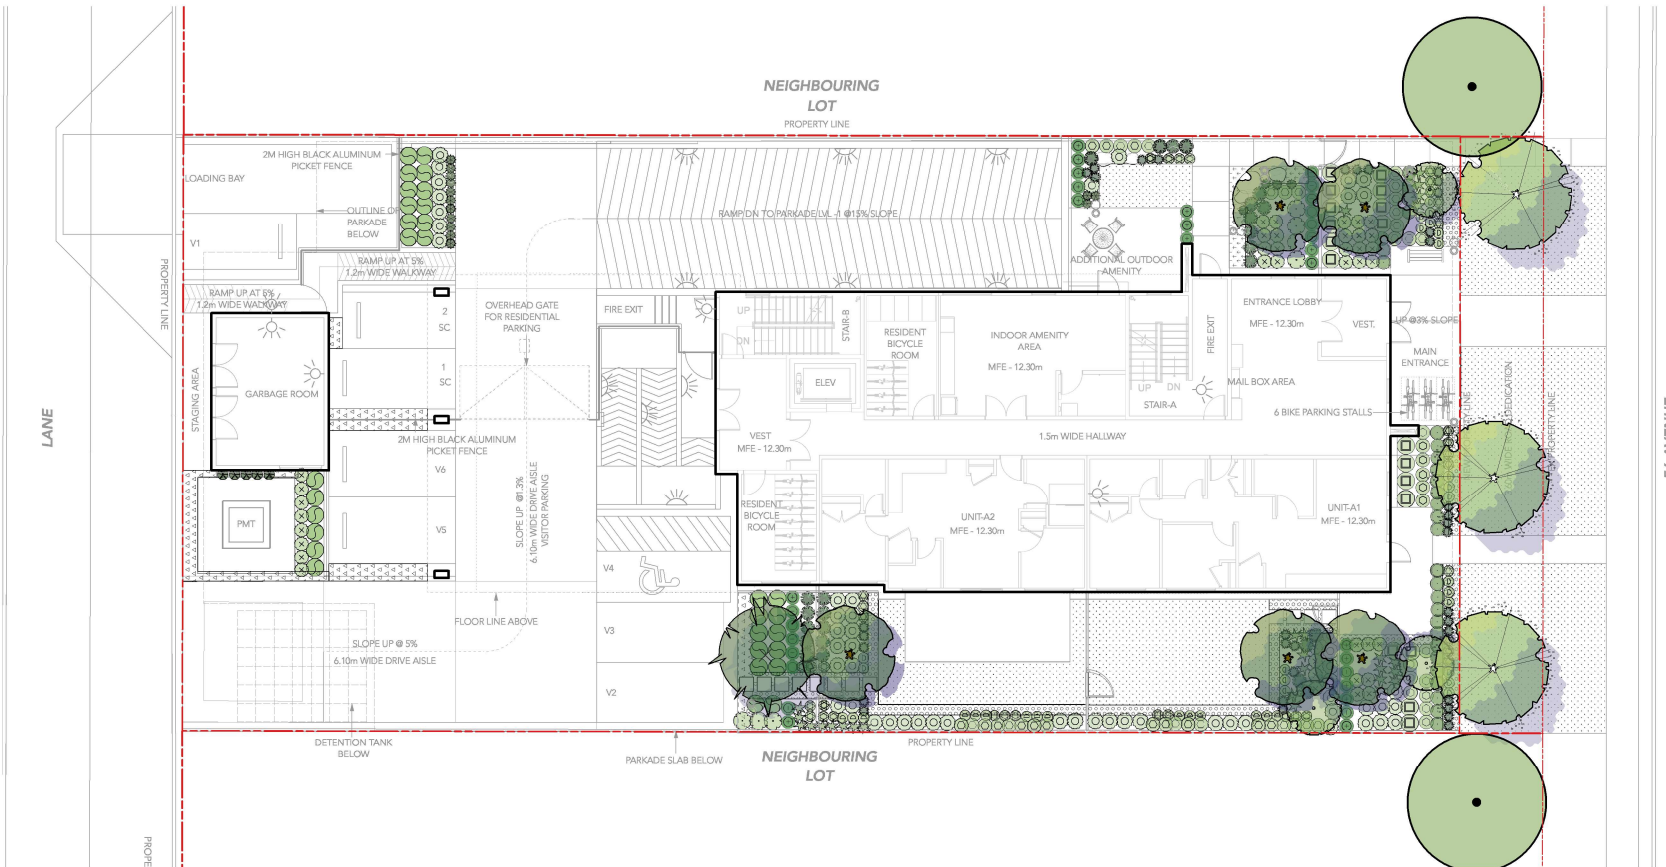 NEIGHBOURING
LOT
PROPERTY LINE
2M HIGH BLACK ALUMINUM
PICKET FENCE
LOADING BAY
OUTLINE OF
PARKADE
BELOW
RAMP DN TO PARKADE LVL -1 @15% SLOPE
V1
RAMP UP AT 5%
1.2m WIDE WALKWAY
ADDITIONAL OUTDOOR
AMENITY
PROPERTY LINE
RAMP UP AT 5%
1.2m WIDE WALKWAY
2
SC
OVERHEAD GATE
FOR RESIDENTIAL
PARKING
FIRE EXIT
UP
DN
STAIR-B
RESIDENT
BICYCLE
ROOM
INDOOR AMENITY
AREA
MFE - 12.30m
FIRE EXIT
ENTRANCE LOBBY
MFE - 12.30m
VEST.
UP @3% SLOPE
MAIN
ENTRANCE
1
SC
ELEV
UP
DN
STAIR-A
MAIL BOX AREA
6 BIKE PARKING STALLS
DEDICATION
PROPERTY LINE
LANE
STAGING AREA
GARBAGE ROOM
2M HIGH BLACK ALUMINUM
PICKET FENCE
V6
VEST
MFE - 12.30m
1.5m WIDE HALLWAY
SLOPE UP @1.3%
6.10m WIDE DRIVE AISLE
VISITOR PARKING
PMT
V5
RESIDENT
BICYCLE
ROOM
UNIT-A2
MFE - 12.30m
UNIT-A1
MFE - 12.30m
V4
FLOOR LINE ABOVE
V3
SLOPE UP @ 5%
6.10m WIDE DRIVE AISLE
V2
DETENTION TANK
BELOW
PARKADE SLAB BELOW
NEIGHBOURING
LOT
PROPERTY LINE